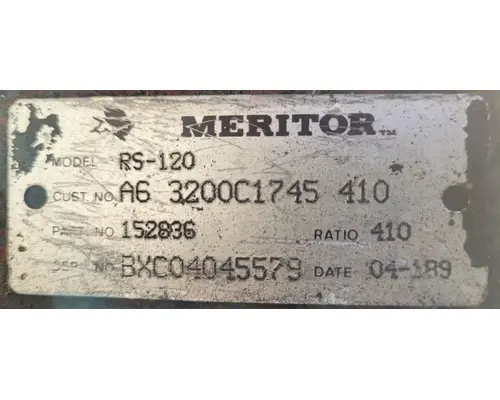 MERITOR™
MODEL RS-120
CUST. NO. A6 3200C1745 410
PART NO 152836 RATIO 410
SER. NO. BXC04045579 DATE 04-189